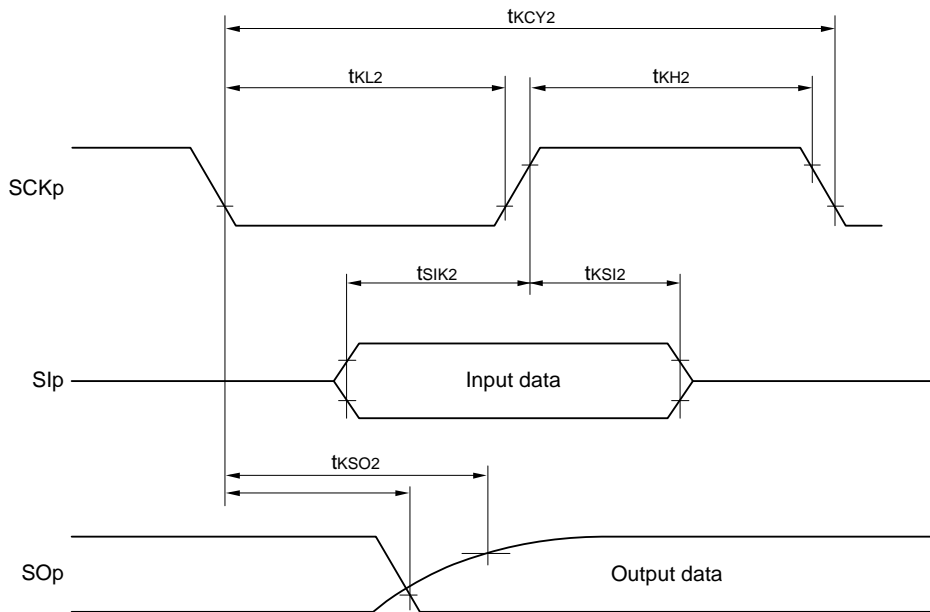 tKCY2
tKL2
tKH2
SCKp
tSIK2
tKSI2
SIp
Input data
tKSO2
SOp
Output data